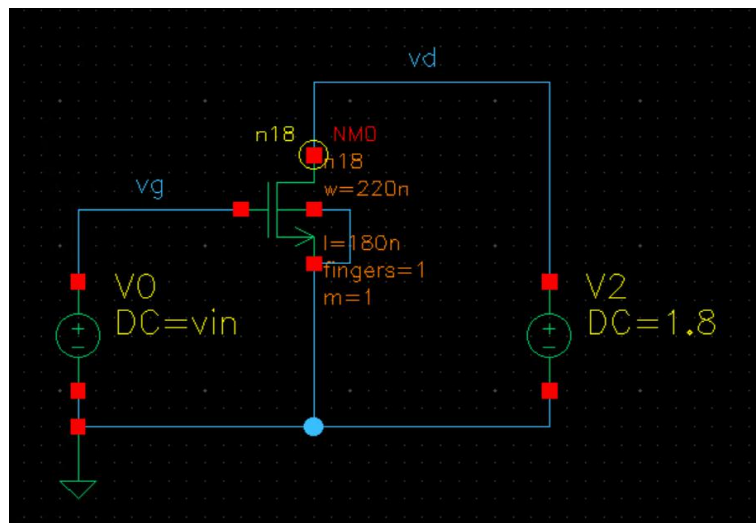 vd
n18 NM0
n18
w=220n
vg
l=180n
fingers=1
m=1
V0
DC=vin
V2
DC=1.8